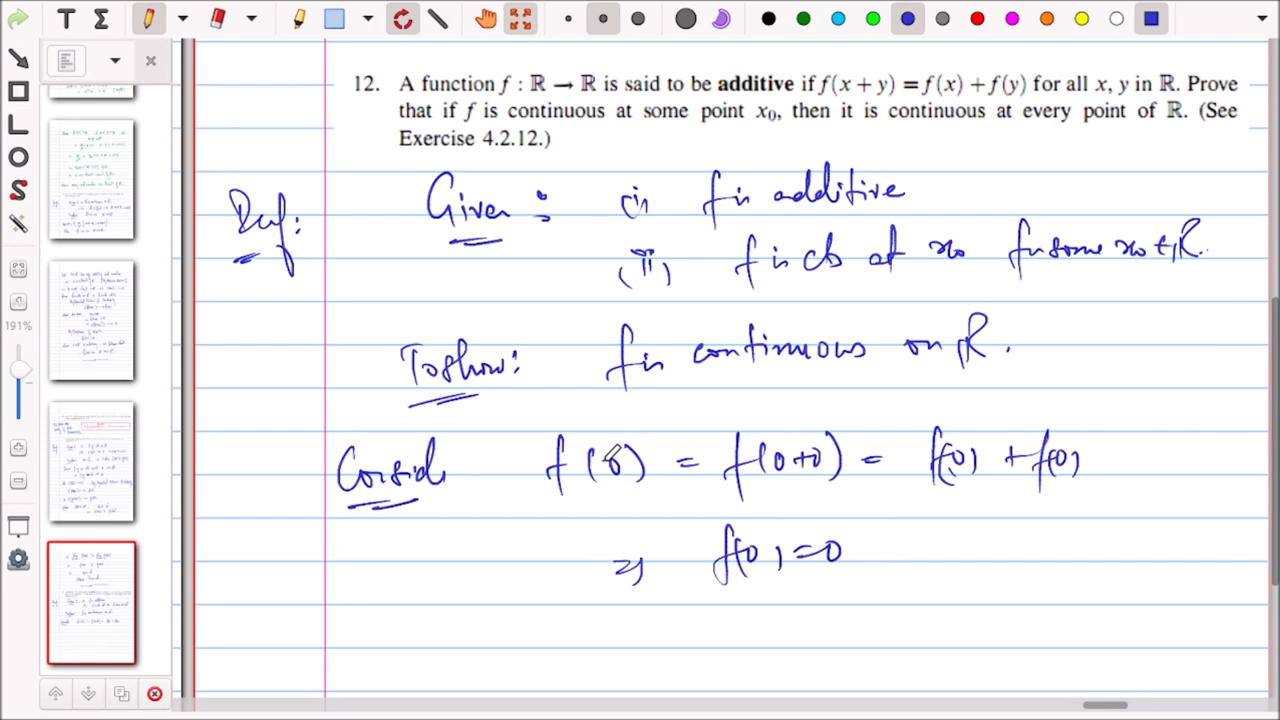 T Σ
12. A function f : ℝ → ℝ is said to be additive if f(x + y) = f(x) + f(y) for all x, y in ℝ. Prove
that if f is continuous at some point x₀, then it is continuous at every point of ℝ. (See
Exercise 4.2.12.)
Given : (i) f is additive
(ii) f is cts at x₀ for some x₀ ∈ ℝ.
191%
To show: f is continuous on ℝ.
Consider f(0) = f(0+0) = f(0) + f(0)
⇒ f(0) = 0